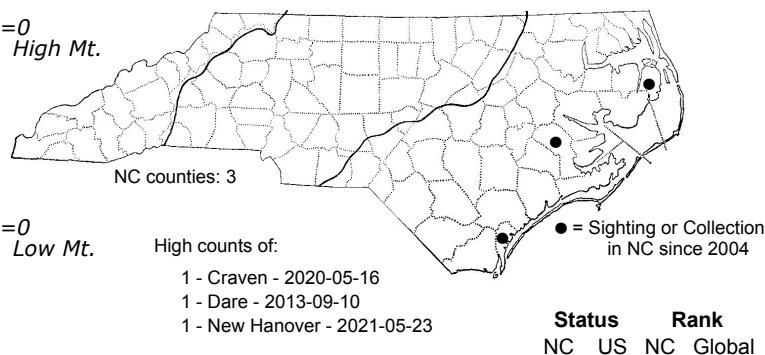 =0
High Mt.
NC counties: 3
=0
Low Mt.
High counts of:
1 - Craven - 2020-05-16
1 - Dare - 2013-09-10
1 - New Hanover - 2021-05-23
● = Sighting or Collection
in NC since 2004
Status Rank
NC US NC Global